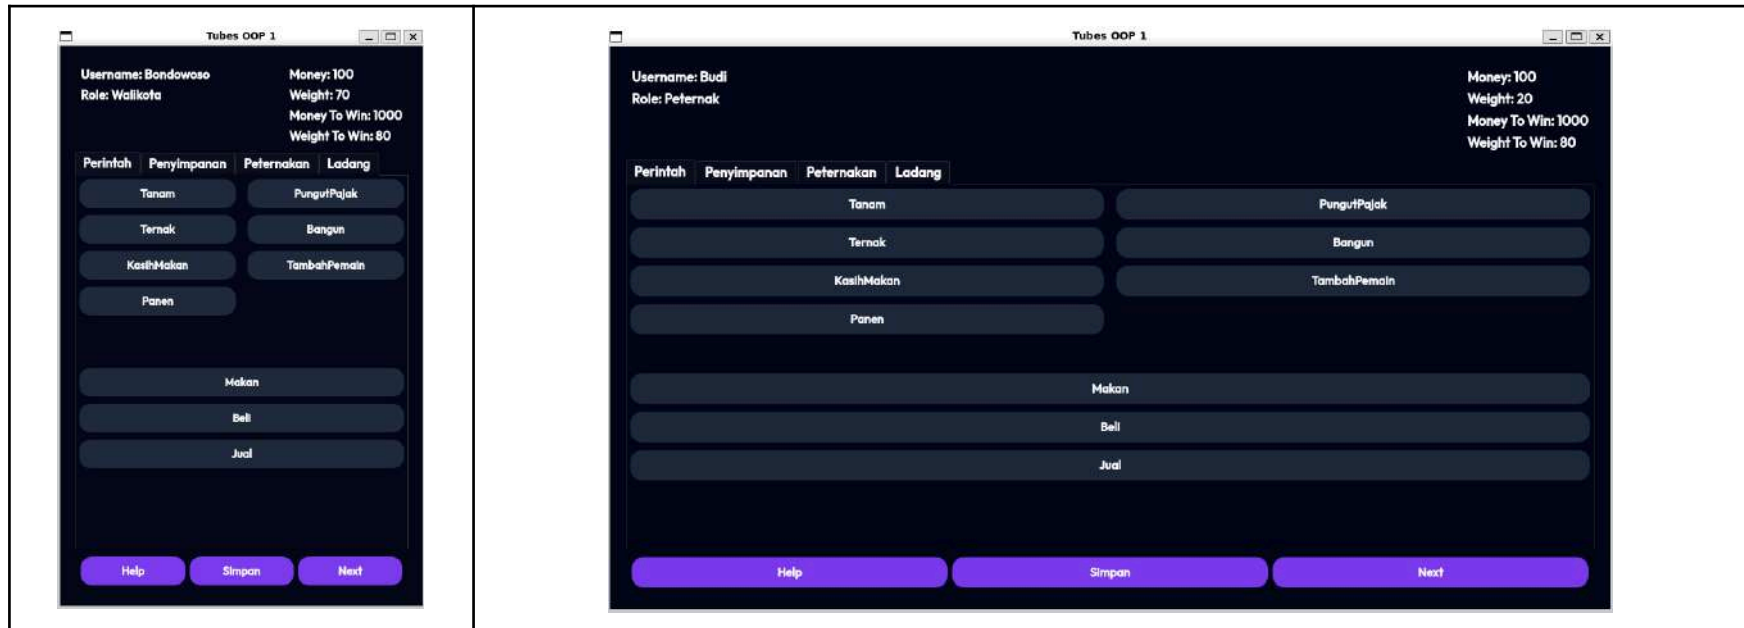 Tubes OOP 1
Username: Bondowoso
Role: Walikota
Money: 100
Weight: 70
Money To Win: 1000
Weight To Win: 80
Perintah Penyimpanan Peternakan Ladang
Tanam PungutPajak
Ternak Bangun
KasihMakan TambahPemain
Panen
Makan
Beli
Jual
Help Simpan Next
Tubes OOP 1
Username: Budi
Role: Peternak
Money: 100
Weight: 20
Money To Win: 1000
Weight To Win: 80
Perintah Penyimpanan Peternakan Ladang
Tanam PungutPajak
Ternak Bangun
KasihMakan TambahPemain
Panen
Makan
Beli
Jual
Help Simpan Next